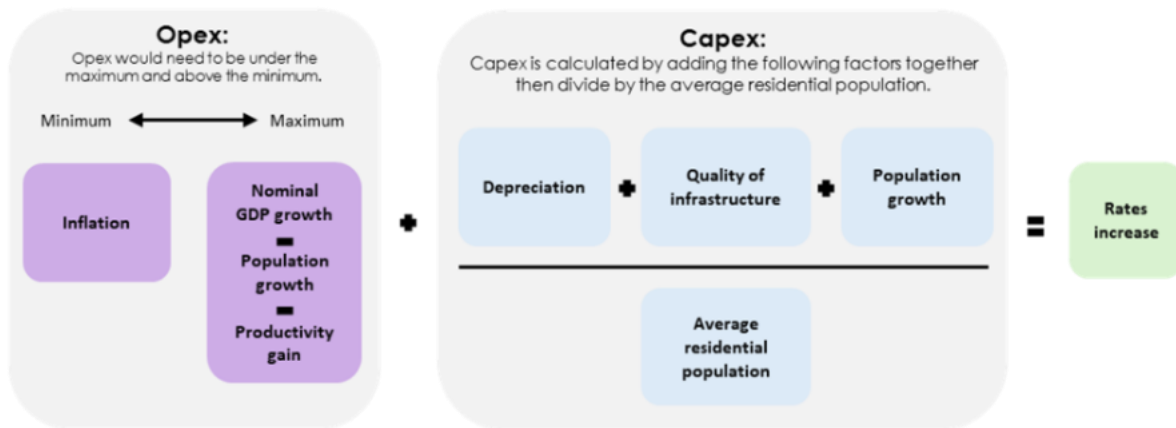 Opex:
Opex would need to be under the
maximum and above the minimum.
Minimum
Maximum
Inflation
Nominal
GDP growth
-
Population
growth
-
Productivity
gain
+
Capex:
Capex is calculated by adding the following factors together
then divide by the average residential population.
Depreciation
+
Quality of
infrastructure
+
Population
growth
Average
residential
population
=
Rates
increase